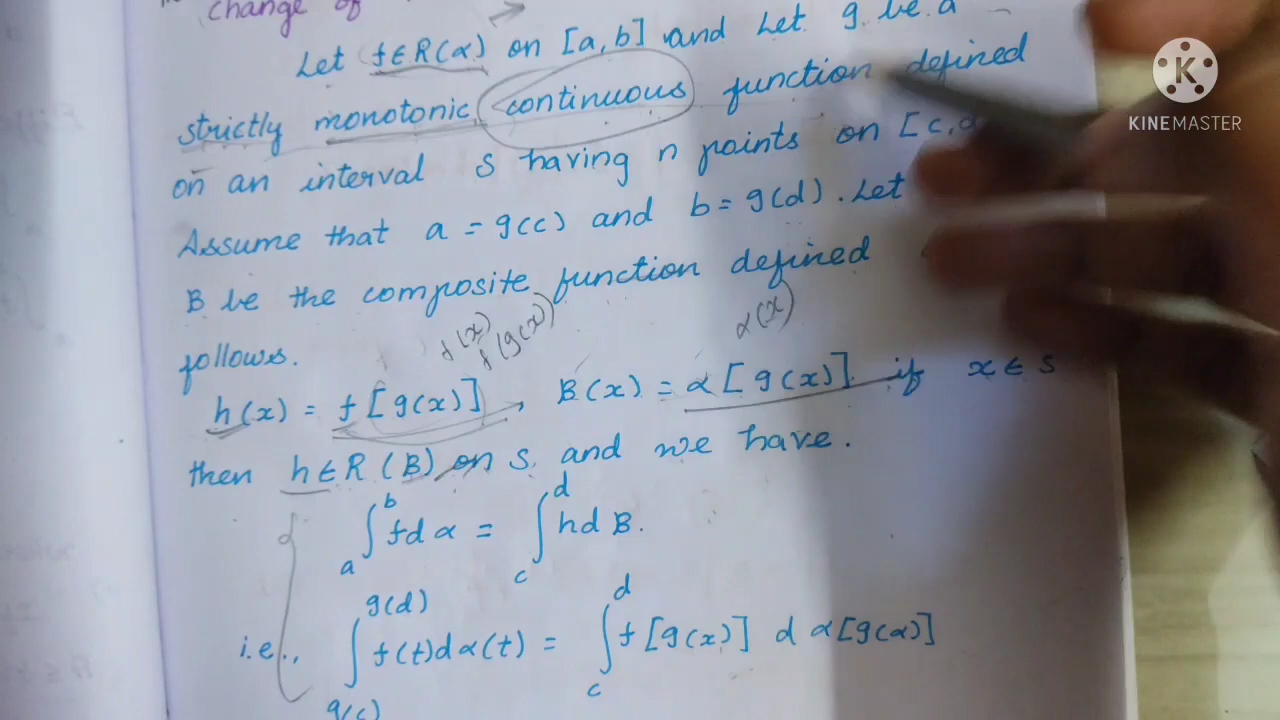 change of
Let f ∈ R(α) on [a, b] and Let g be a
strictly monotonic continuous function defined
on an interval S having n points on [c, d
Assume that a = g(c) and b = g(d). Let
B be the composite function defined
follows.
f(x)
f(g(x))
α(x)
h(x) = f[g(x)], B(x) = α[g(x)] if x ∈ S
then h ∈ R(B) on S, and we have.
∫_a^b f dα = ∫_c^d h dB.
i.e., ∫_{g(c)}^{g(d)} f(t) dα(t) = ∫_c^d f[g(x)] d α[g(α)]
K
KINEMASTER